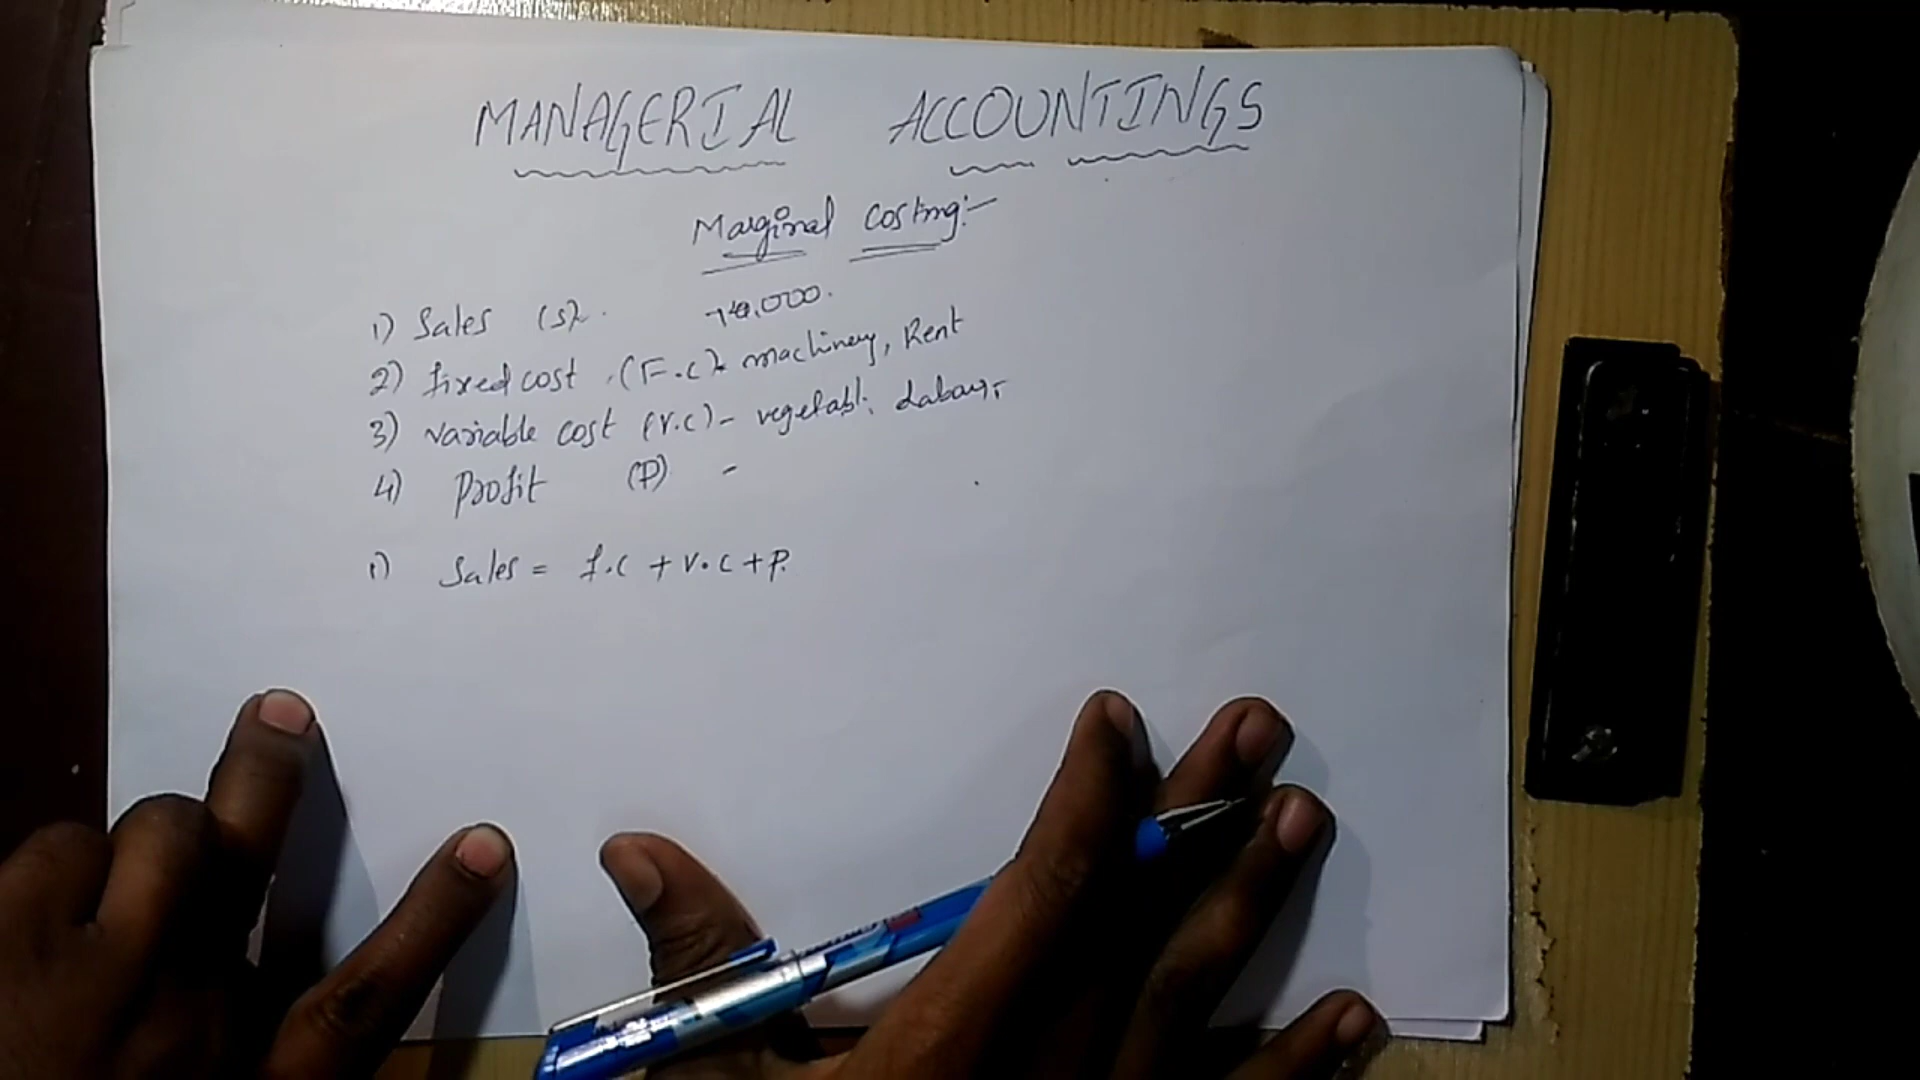 MANAGERIAL ACCOUNTINGS
Marginal Costing:-
1) Sales (S)
2) fixed cost (F.C) machinery, Rent
3) variable cost (V.C) - vegetabl. Labour
4) Profit (P) -
1) Sales = f.C + V.C + P.